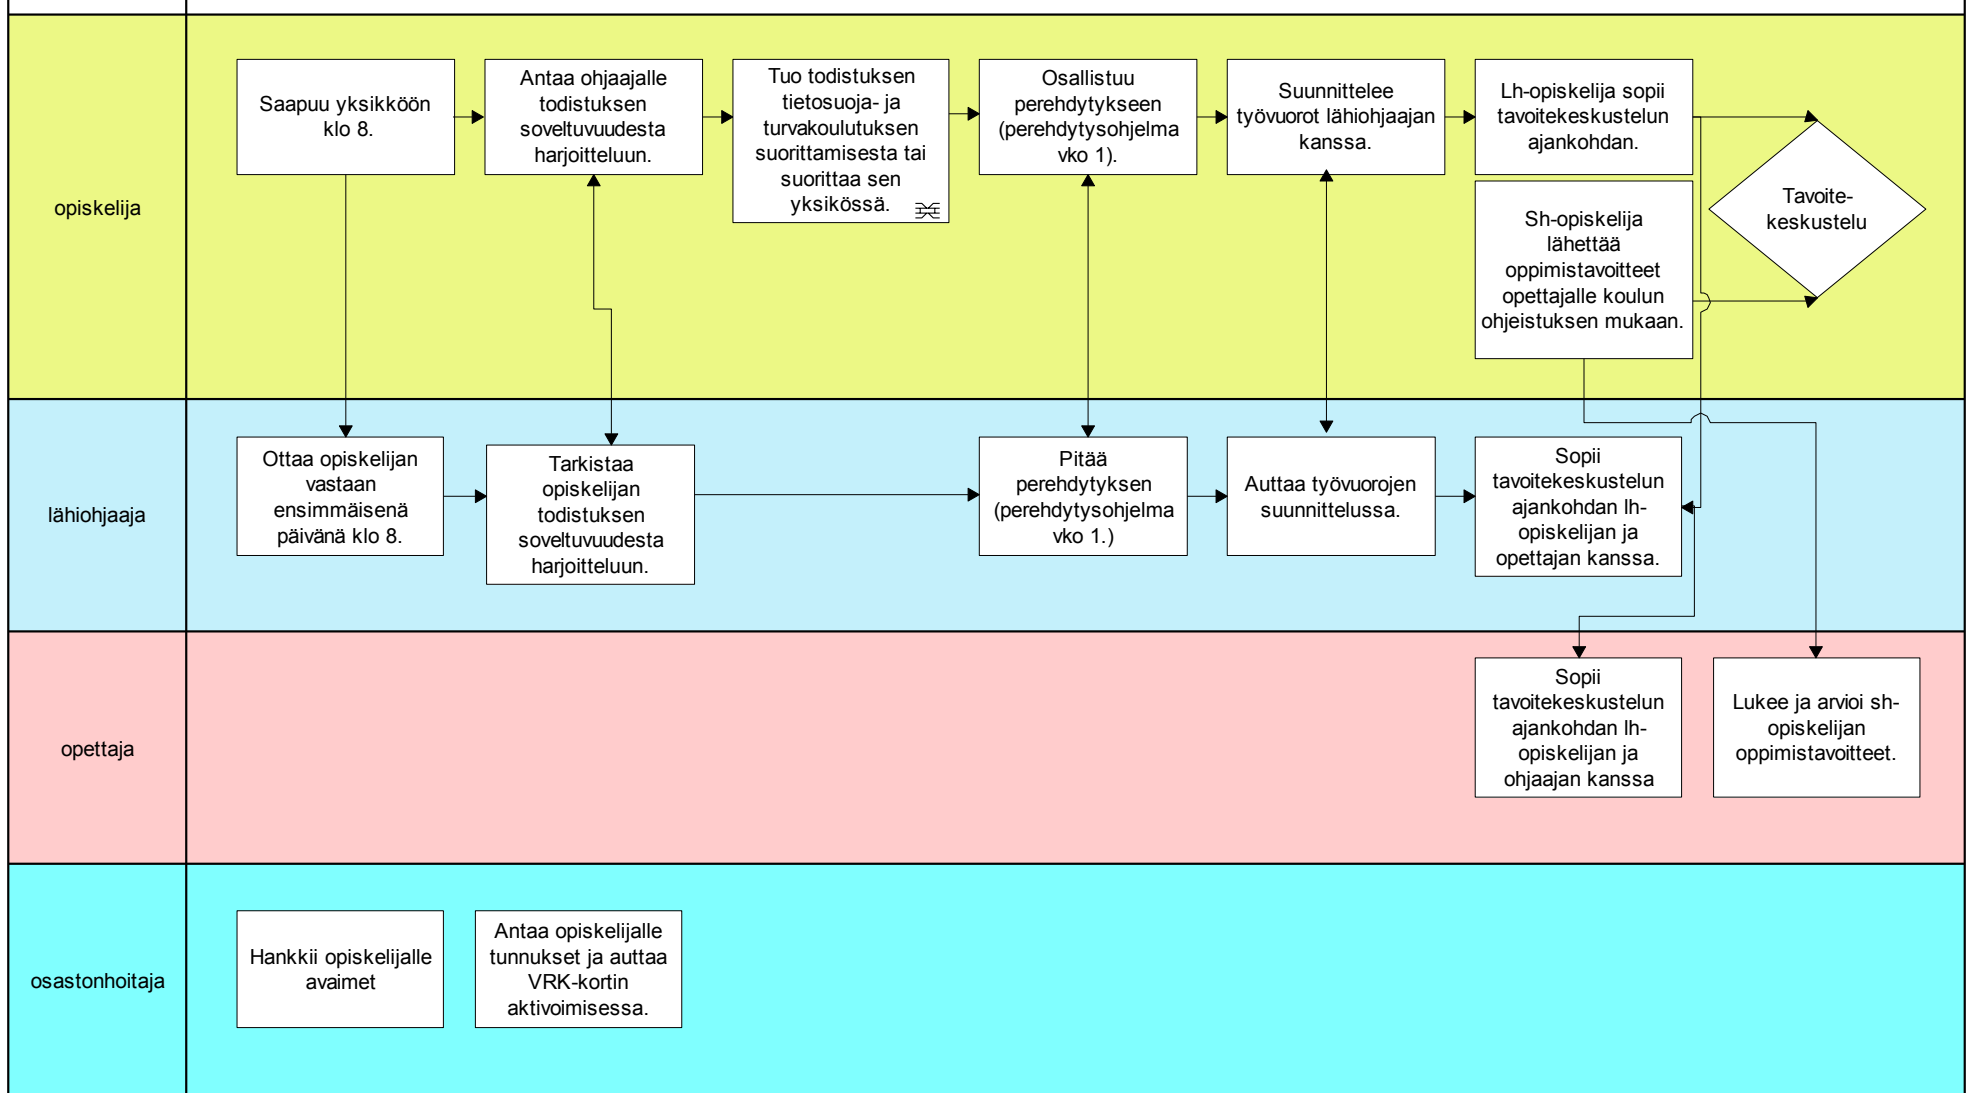 opiskelija
Saapuu yksikköön
klo 8.
Antaa ohjaajalle
todistuksen
soveltuvuudesta
harjoitteluun.
Tuo todistuksen
tietosuoja- ja
turvakoulutuksen
suorittamisesta tai
suorittaa sen
yksikössä.
Osallistuu
perehdytykseen
(perehdytysohjelma
vko 1).
Suunnittelee
työvuorot lähiohjaajan
kanssa.
Lh-opiskelija sopii
tavoitekeskustelun
ajankohdan.
Sh-opiskelija
lähettää
oppimistavoitteet
opettajalle koulun
ohjeistuksen mukaan.
Tavoite-
keskustelu
lähiohjaaja
Ottaa opiskelijan
vastaan
ensimmäisenä
päivänä klo 8.
Tarkistaa
opiskelijan
todistuksen
soveltuvuudesta
harjoitteluun.
Pitää
perehdytyksen
(perehdytysohjelma
vko 1.)
Auttaa työvuorojen
suunnittelussa.
Sopii
tavoitekeskustelun
ajankohdan lh-
opiskelijan ja
opettajan kanssa.
opettaja
Sopii
tavoitekeskustelun
ajankohdan lh-
opiskelijan ja
ohjaajan kanssa
Lukee ja arvioi sh-
opiskelijan
oppimistavoitteet.
osastonhoitaja
Hankkii opiskelijalle
avaimet
Antaa opiskelijalle
tunnukset ja auttaa
VRK-kortin
aktivoimisessa.